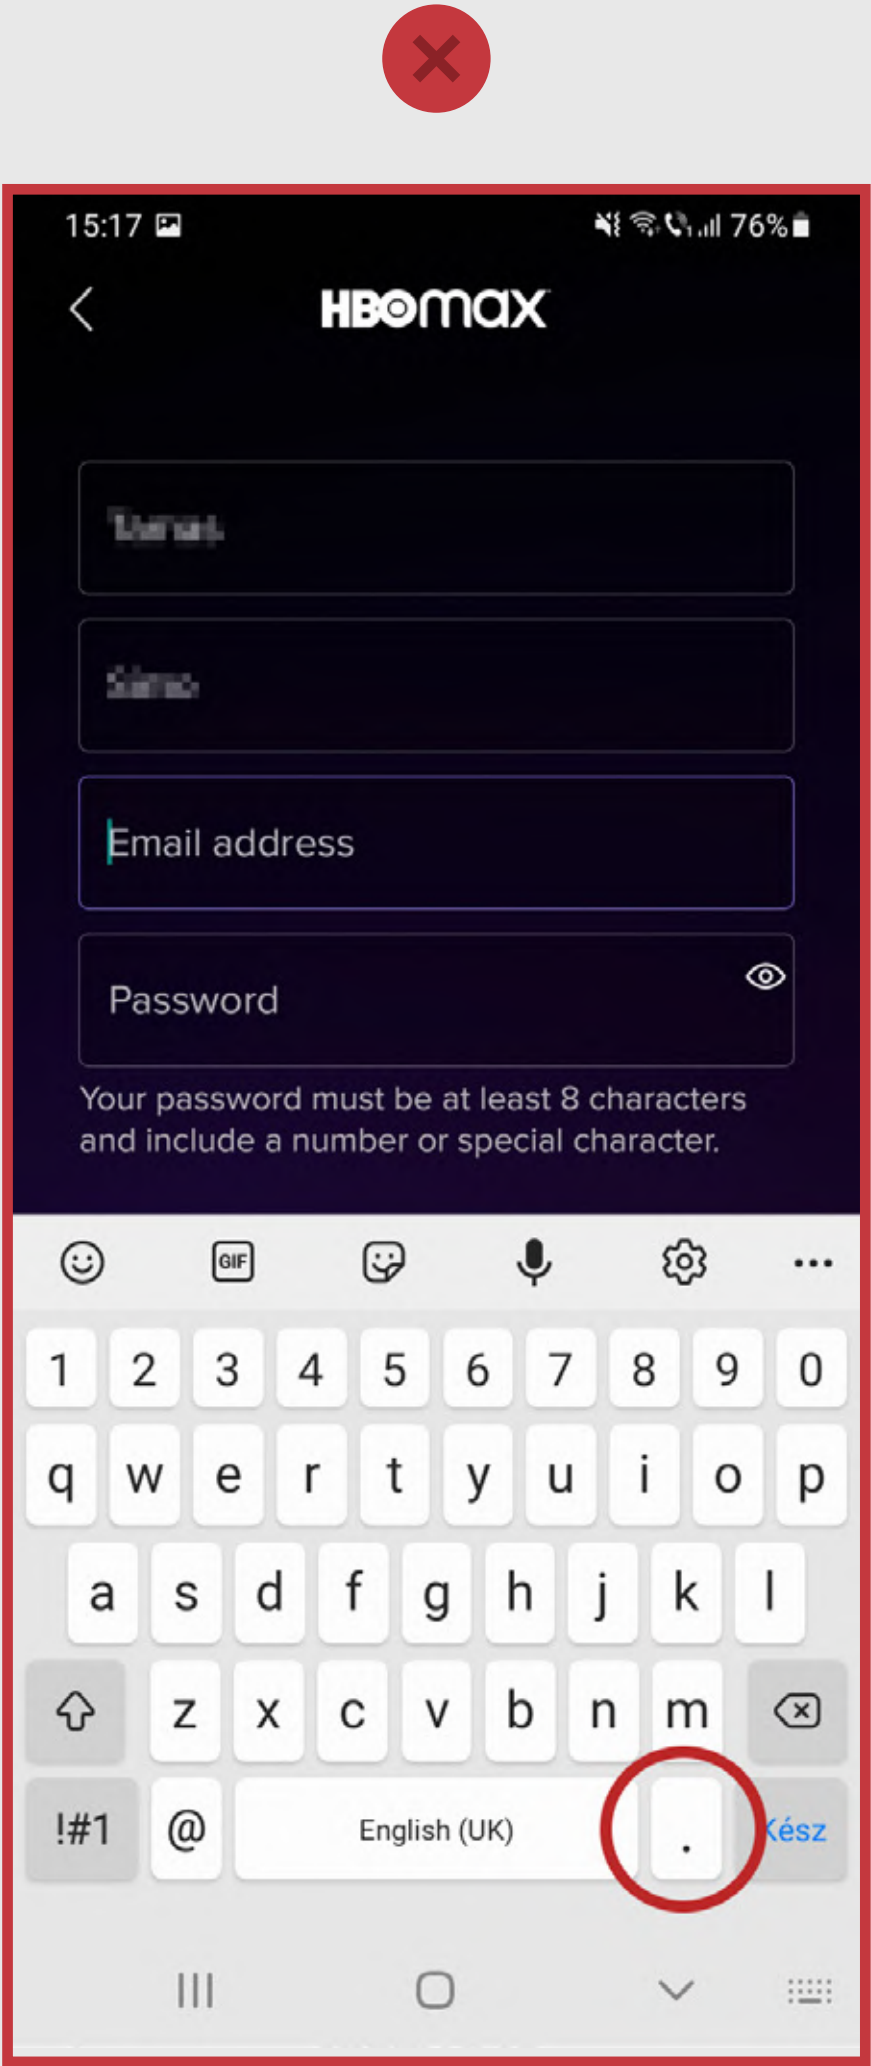 15:17 76%
HBOmax
Email address
Password
Your password must be at least 8 characters
and include a number or special character.
GIF
1 2 3 4 5 6 7 8 9 0
q w e r t y u i o p
a s d f g h j k l
z x c v b n m
!#1 @ English (UK) . Kész